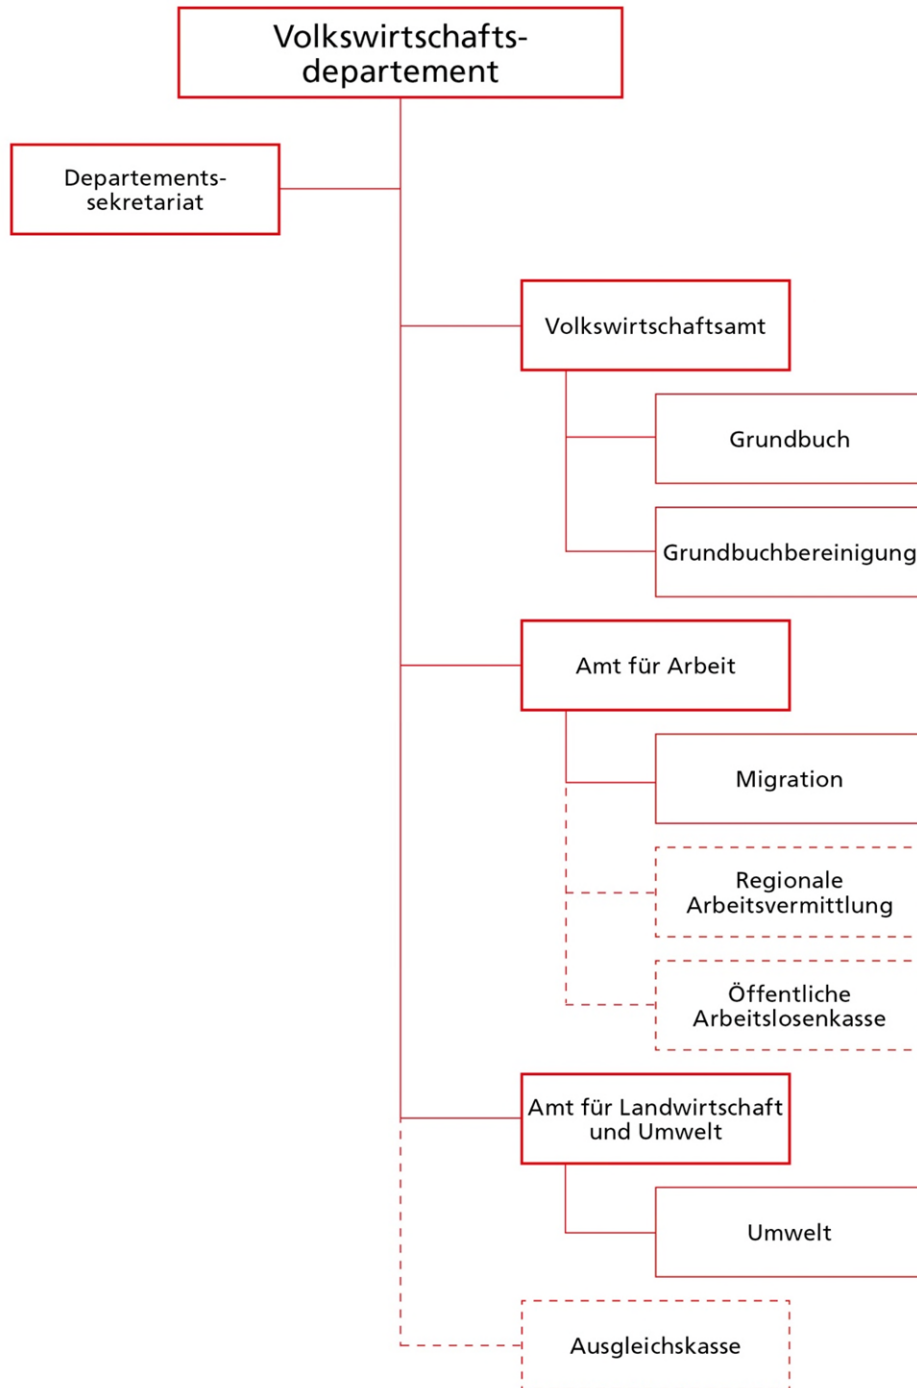 Volkswirtschafts-
departement
Departements-
sekretariat
Volkswirtschaftsamt
Grundbuch
Grundbuchbereinigung
Amt für Arbeit
Migration
Regionale
Arbeitsvermittlung
Öffentliche
Arbeitslosenkasse
Amt für Landwirtschaft
und Umwelt
Umwelt
Ausgleichskasse